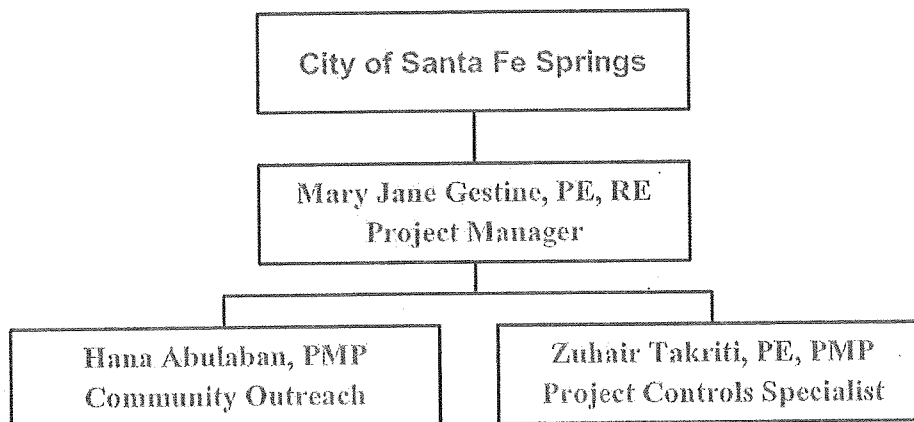 City of Santa Fe Springs
Mary Jane Gestine, PE, RE
Project Manager
Hana Abulaban, PMP
Community Outreach
Zuhair Takriti, PE, PMP
Project Controls Specialist